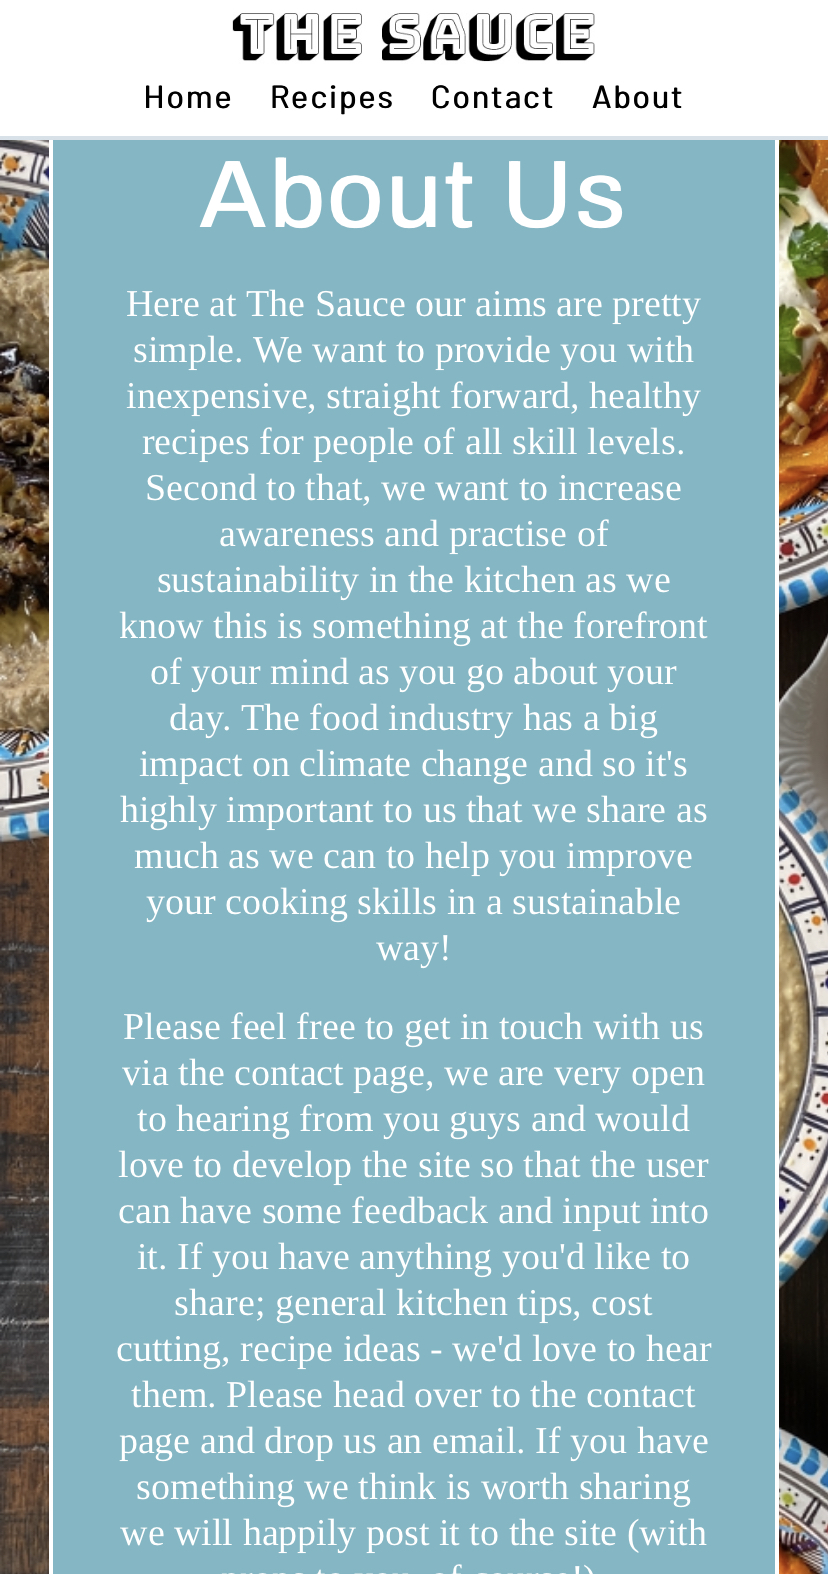 THE SAUCE
Home Recipes Contact About
About Us
Here at The Sauce our aims are pretty
simple. We want to provide you with
inexpensive, straight forward, healthy
recipes for people of all skill levels.
Second to that, we want to increase
awareness and practise of
sustainability in the kitchen as we
know this is something at the forefront
of your mind as you go about your
day. The food industry has a big
impact on climate change and so it's
highly important to us that we share as
much as we can to help you improve
your cooking skills in a sustainable
way!
Please feel free to get in touch with us
via the contact page, we are very open
to hearing from you guys and would
love to develop the site so that the user
can have some feedback and input into
it. If you have anything you'd like to
share; general kitchen tips, cost
cutting, recipe ideas - we'd love to hear
them. Please head over to the contact
page and drop us an email. If you have
something we think is worth sharing
we will happily post it to the site (with
props to you, of course!)